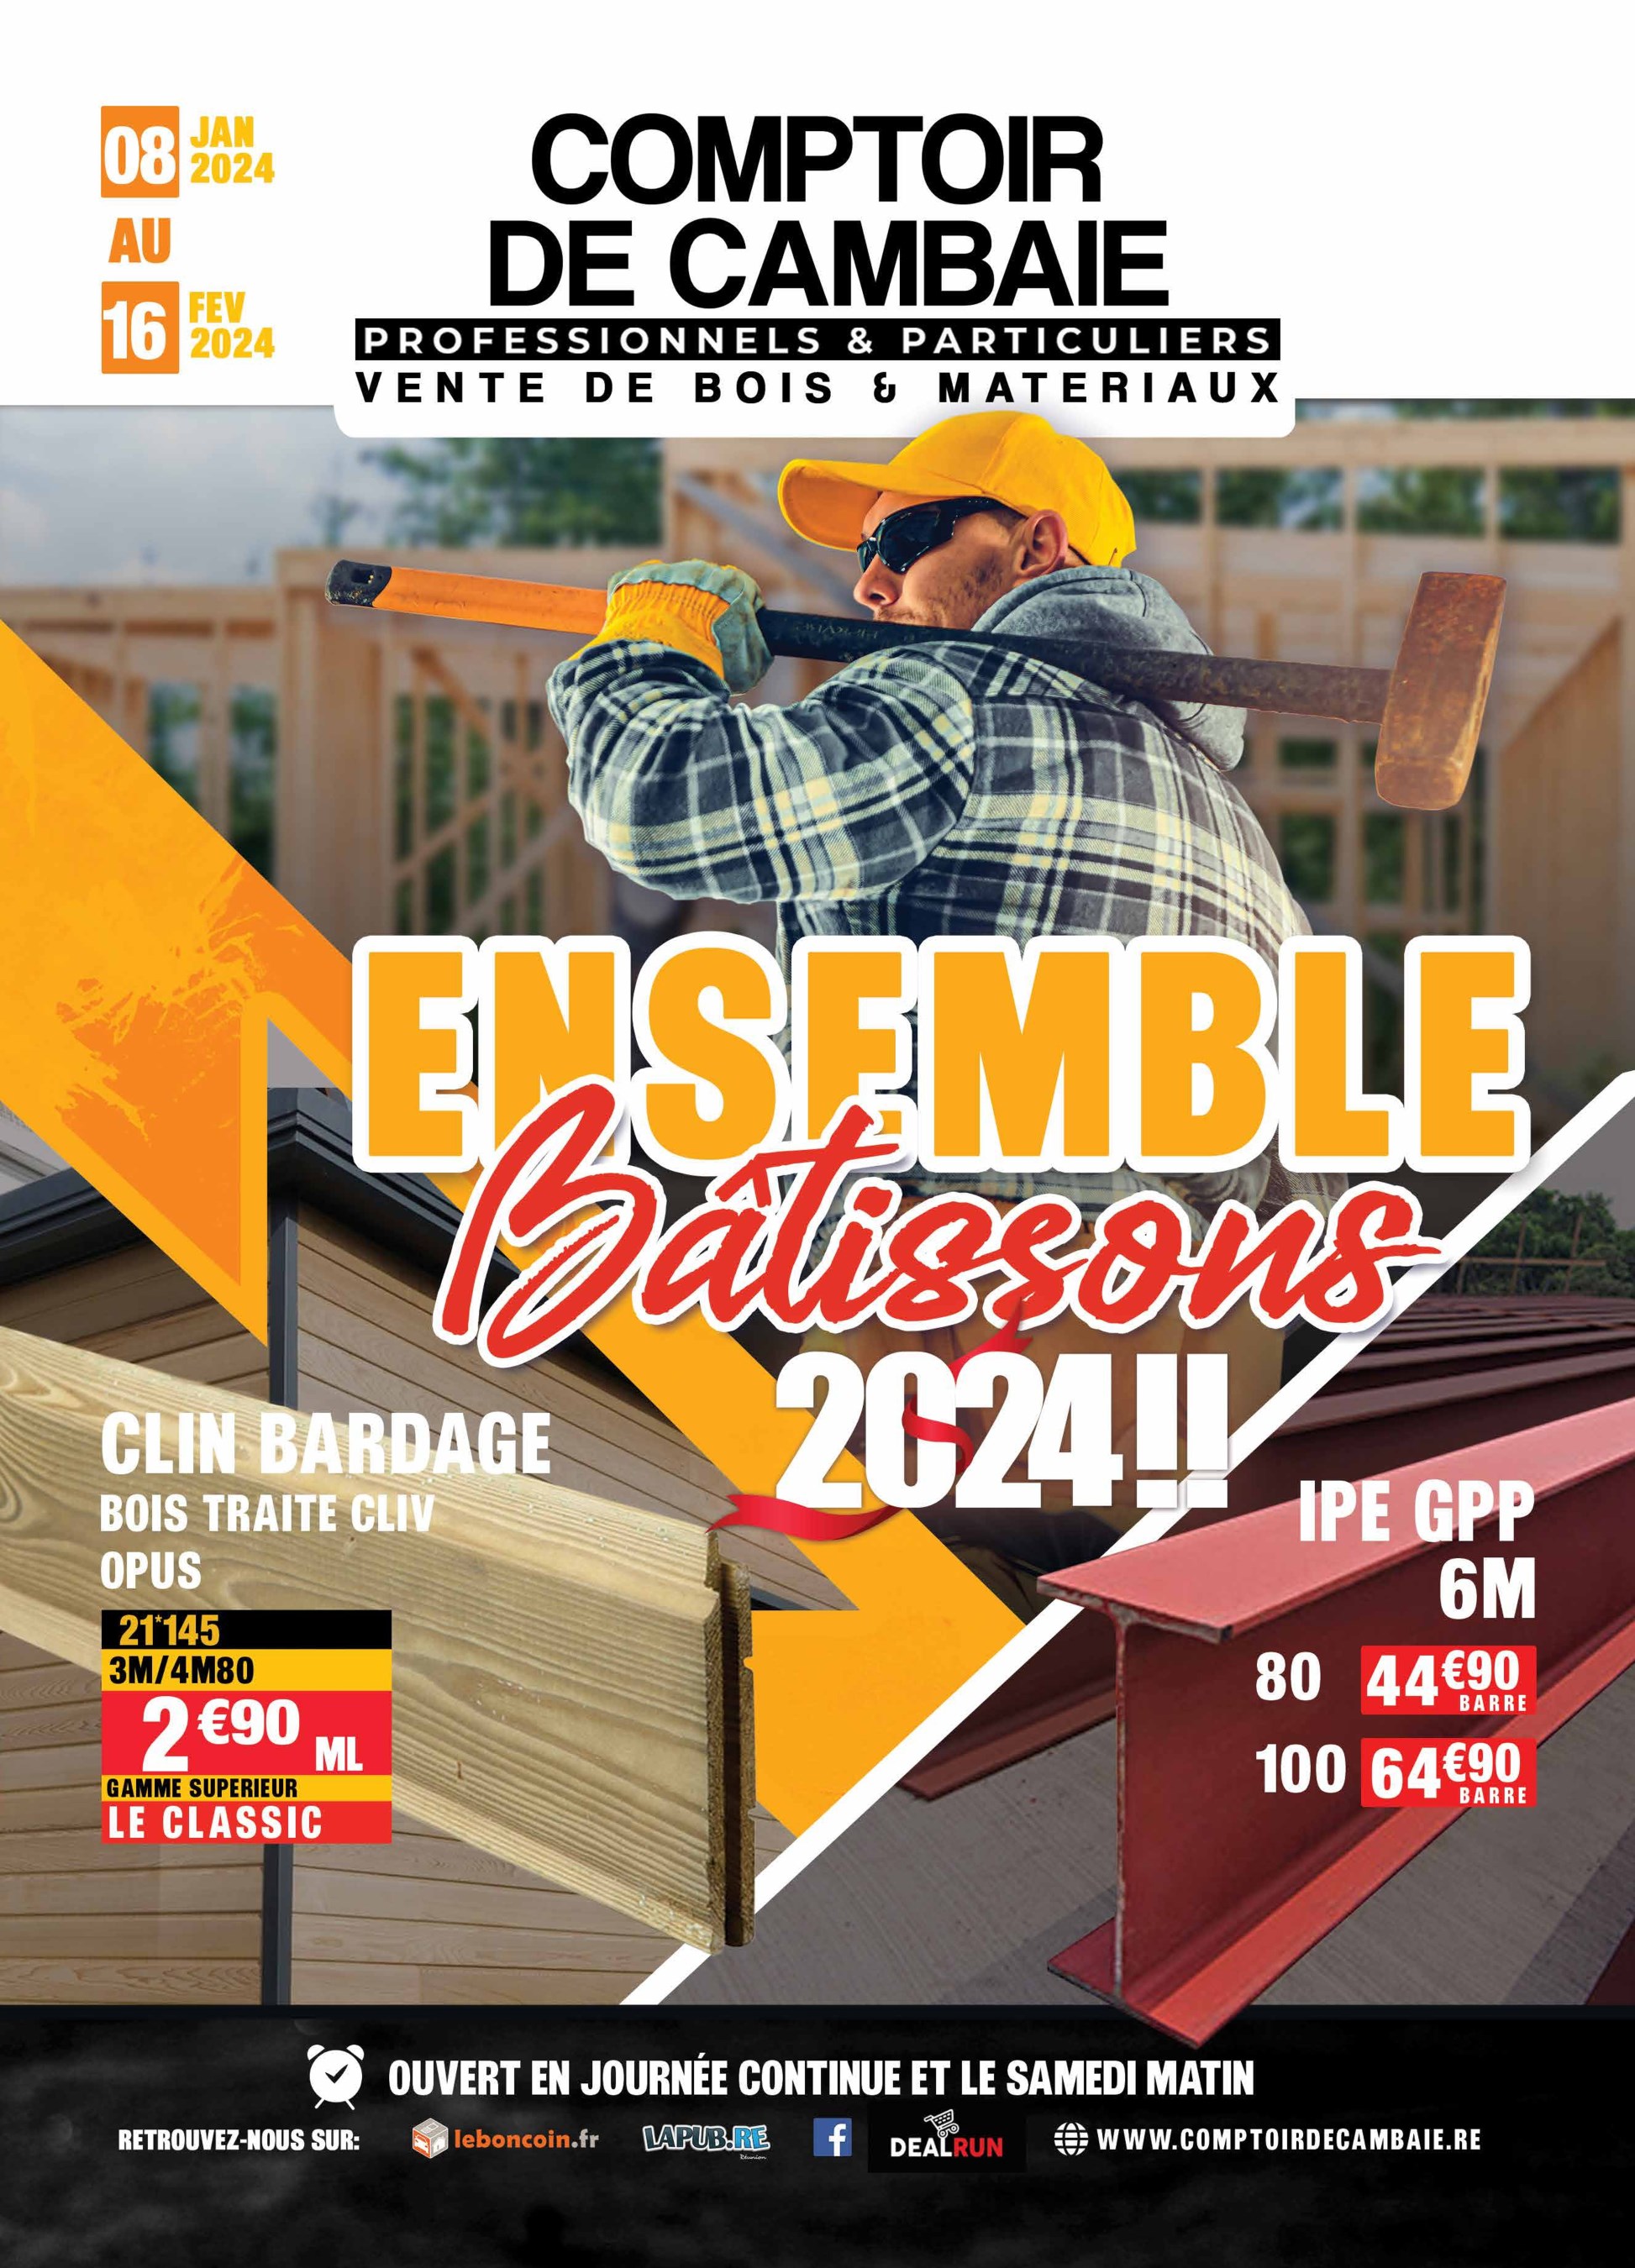 08 JAN 2024
AU
16 FEV 2024
COMPTOIR
DE CAMBAIE
PROFESSIONNELS & PARTICULIERS
VENTE DE BOIS & MATERIAUX
ENSEMBLE
Bâtissons
2024!!
CLIN BARDAGE
BOIS TRAITE CLIV
OPUS
21*145
3M/4M80
2€90 ML
GAMME SUPERIEUR
LE CLASSIC
IPE GPP
6M
80 44€90 BARRE
100 64€90 BARRE
OUVERT EN JOURNÉE CONTINUE ET LE SAMEDI MATIN
RETROUVEZ-NOUS SUR: leboncoin.fr LAPUB.RE Réunion f DEALRUN WWW.COMPTOIRDECAMBAIE.RE